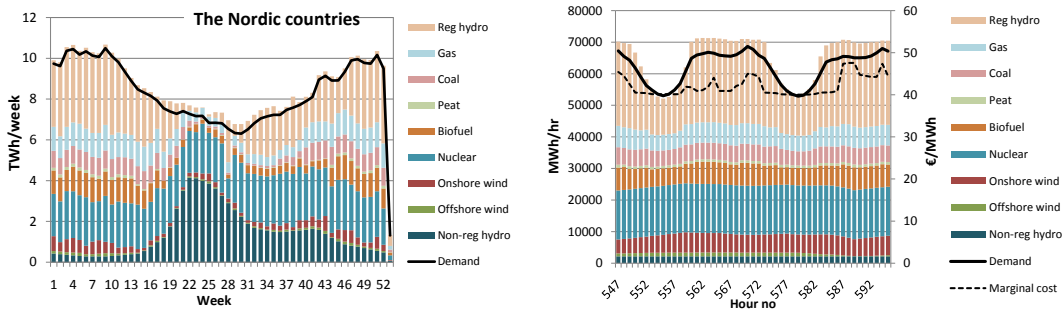 The Nordic countries
12
10
8
6
4
2
0
TWh/week
1 4 7 10 13 16 19 22 25 28 31 34 37 40 43 46 49 52
Week
Reg hydro
Gas
Coal
Peat
Biofuel
Nuclear
Onshore wind
Offshore wind
Non-reg hydro
Demand
80000
70000
60000
50000
40000
30000
20000
10000
0
MWh/hr
547 552 557 562 567 572 577 582 587 592
Hour no
60
50
40
30
20
10
0
€/MWh
Reg hydro
Gas
Coal
Peat
Biofuel
Nuclear
Onshore wind
Offshore wind
Non-reg hydro
Demand
Marginal cost